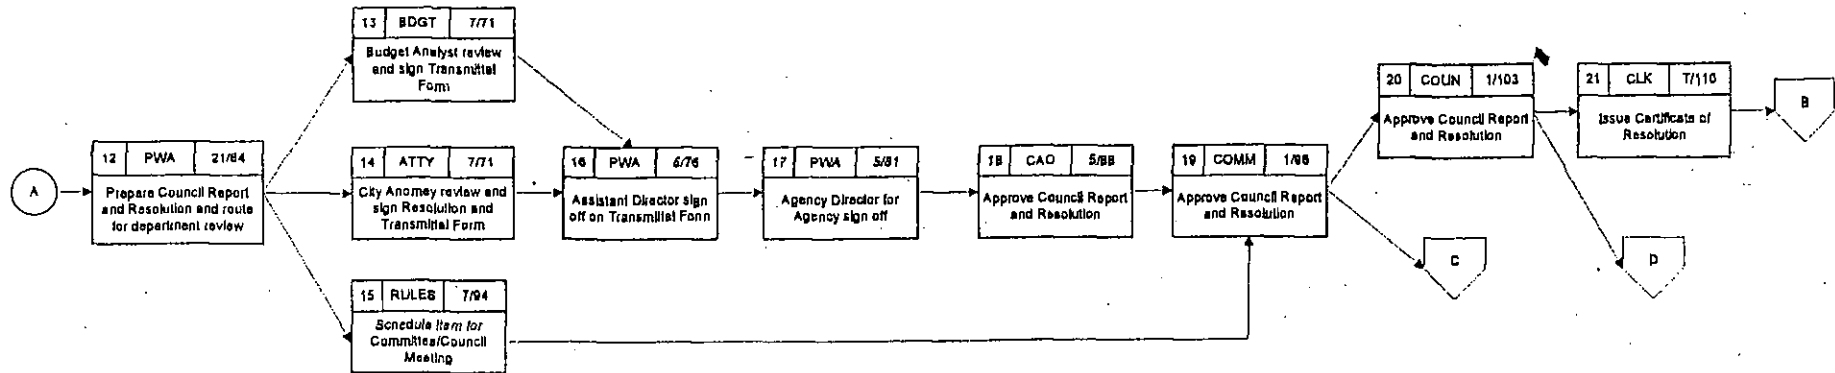 13 BDGT 7/71
Budget Analyst review
and sign Transmittal
Form
20 COUN 1/103
Approve Council Report
and Resolution
21 CLK 7/110
Issue Certificate of
Resolution
B
A
12 PWA 21/64
Prepare Council Report
and Resolution and route
for department review
14 ATTY 7/71
City Anomey review and
sign Resolution and
Transmittal Form
16 PWA 6/76
Assistant Director sign
off on Transmittal Fonn
17 PWA 5/81
Agency Director for
Agency sign off
18 CAO 5/88
Approve Council Report
and Resolution
19 COMM 1/96
Approve Council Report
and Resolution
C
D
15 RULES 7/94
Schedule Item for
Committee/Council
Meeting